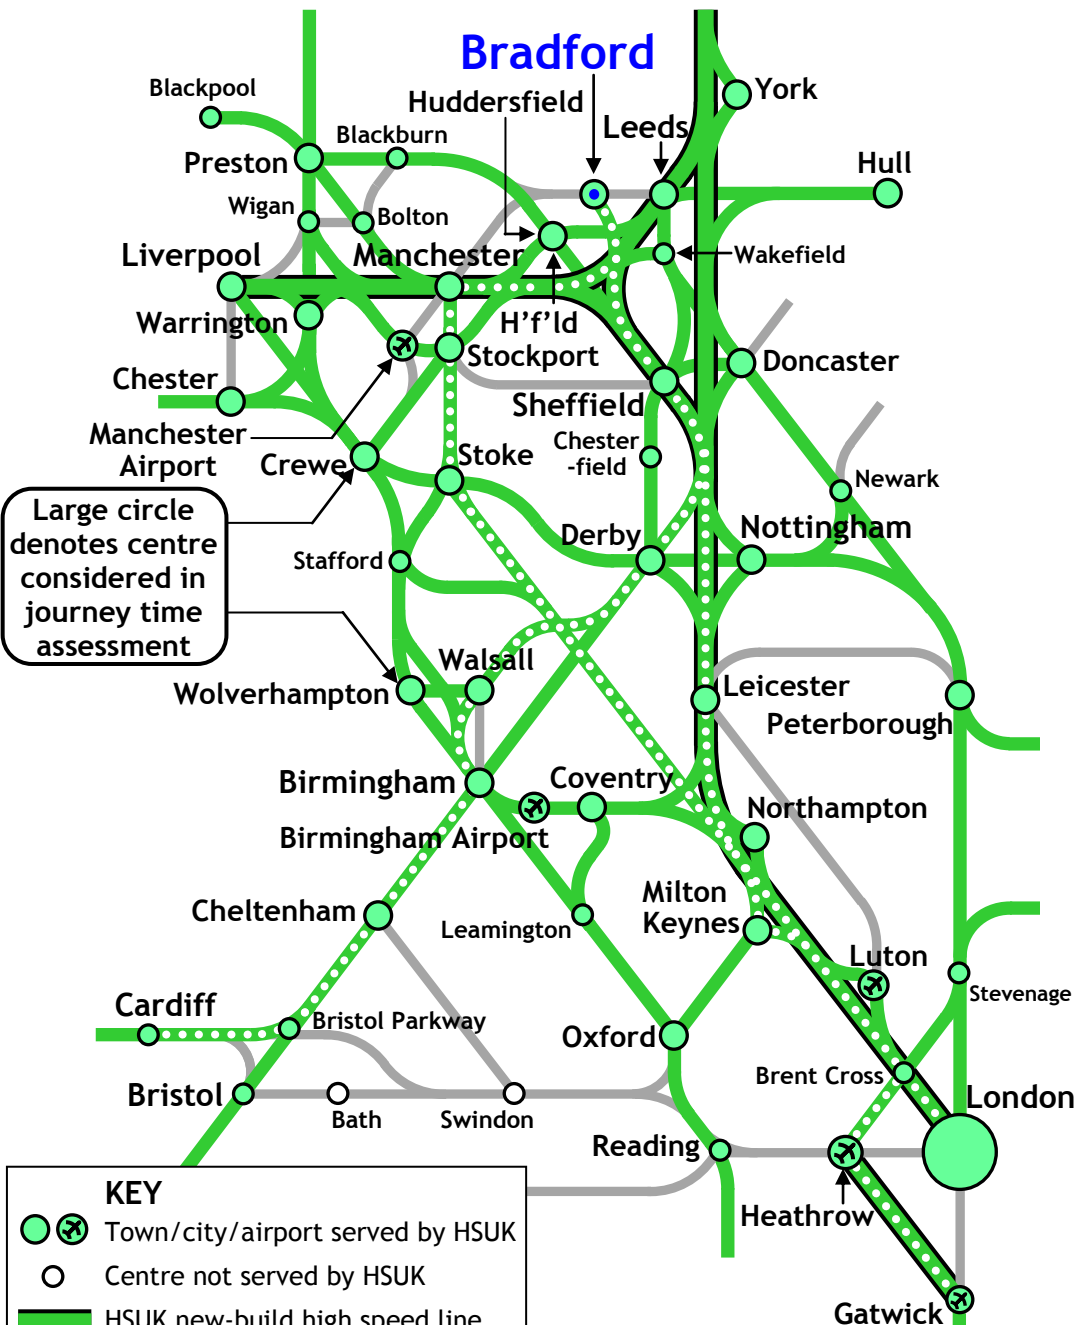 Bradford
Blackpool
Huddersfield
York
Blackburn
Leeds
Preston
Hull
Wigan
Bolton
Liverpool
Manchester
Wakefield
Warrington
H'f'ld
Stockport
Doncaster
Chester
Sheffield
Manchester
Airport
Chester
-field
Crewe
Stoke
Newark
Large circle
denotes centre
considered in
journey time
assessment
Derby
Nottingham
Stafford
Walsall
Wolverhampton
Leicester
Peterborough
Birmingham
Coventry
Northampton
Birmingham Airport
Milton
Keynes
Cheltenham
Leamington
Luton
Stevenage
Cardiff
Bristol Parkway
Oxford
Brent Cross
London
Bristol
Bath
Swindon
Reading
Heathrow
Gatwick
KEY
Town/city/airport served by HSUK
Centre not served by HSUK
HSUK new-build high speed line